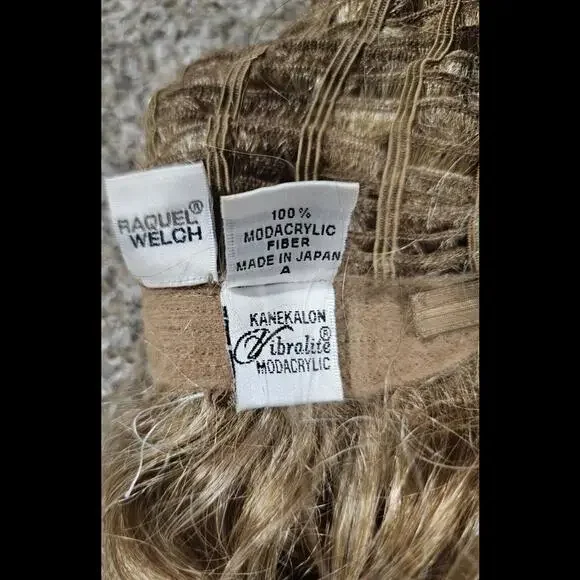 RAQUEL®
WELCH
100%
MODACRYLIC
FIBER
MADE IN JAPAN
A
KANEKALON
Vibralite®
MODACRYLIC